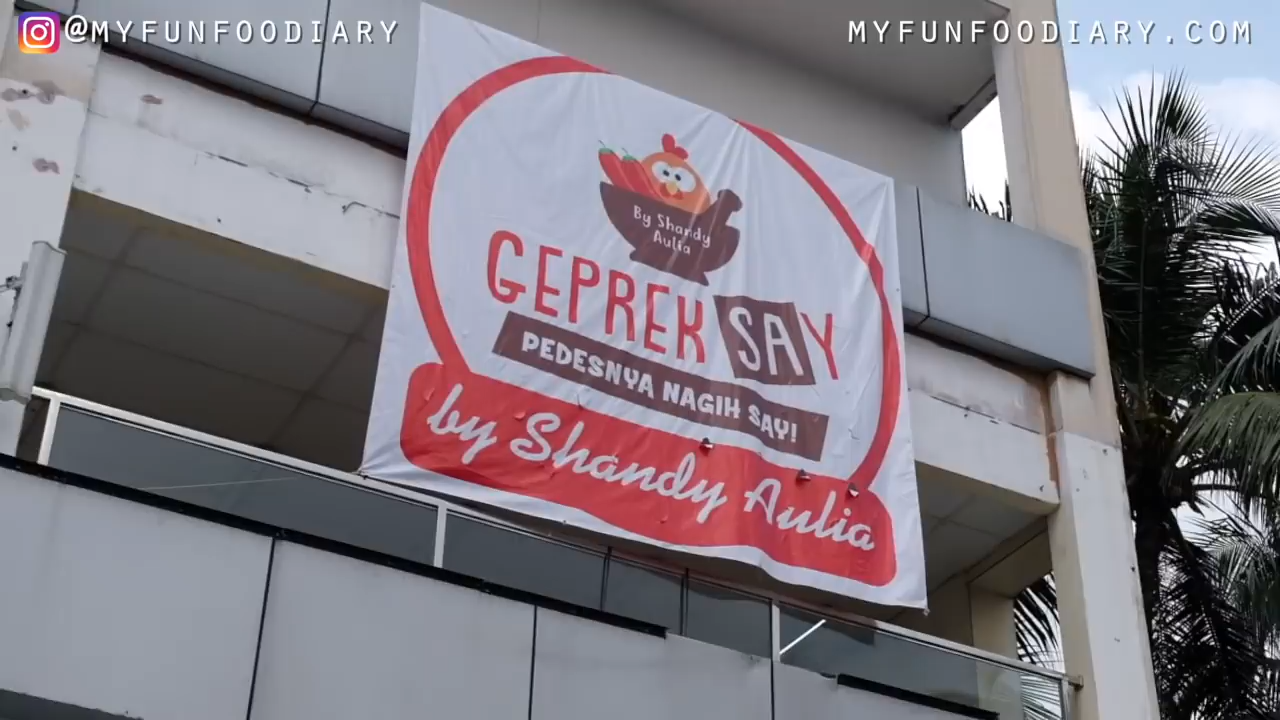 @MYFUNFOODIARY
MYFUNFOODIARY.COM
By Shandy
Aulia
GEPREK SAY
PEDESNYA NAGIH SAY!
by Shandy Aulia